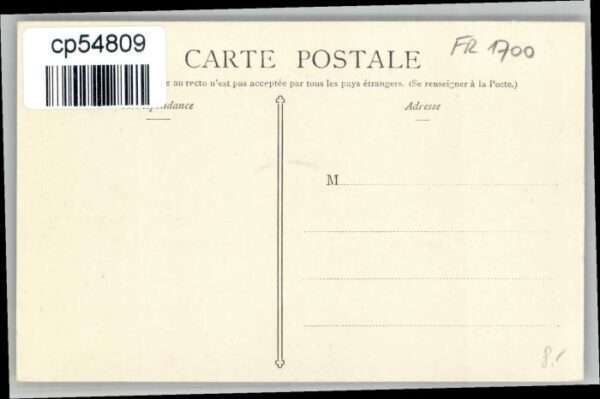 cp54809
CARTE POSTALE
FR 1700
e au recto n'est pas acceptée par tous les pays étrangers. (Se renseigner à la Poste.)
pondance
Adresse
M
8.